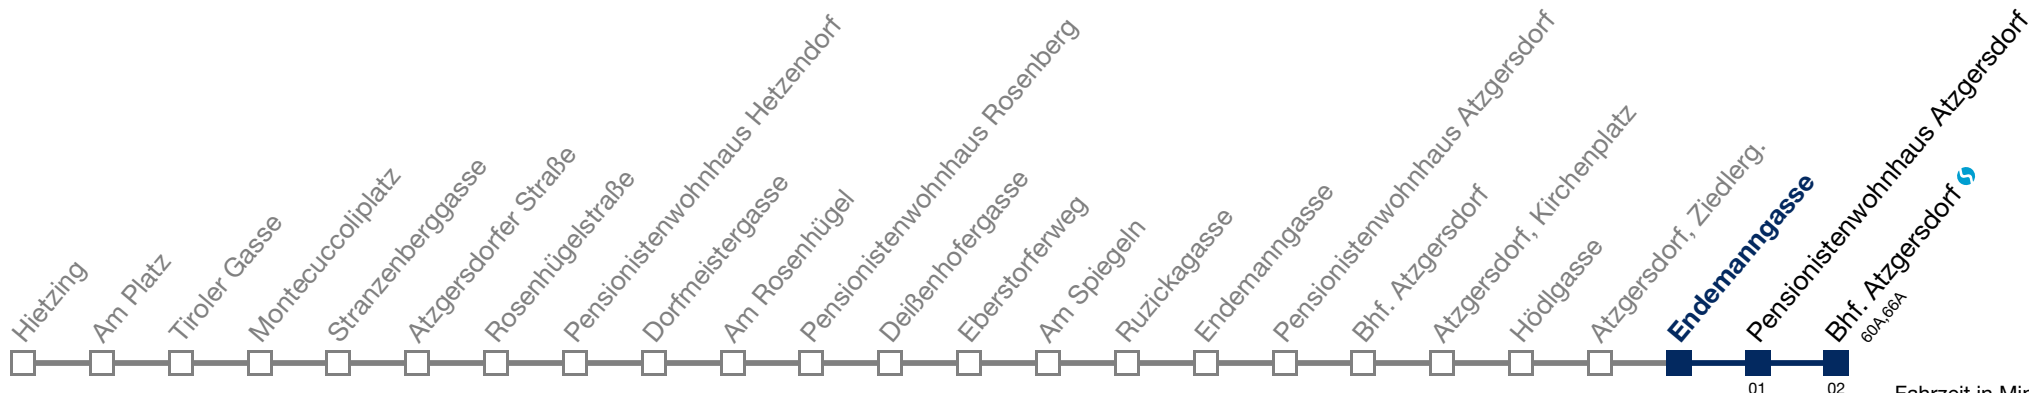 Hietzing
Am Platz
Tiroler Gasse
Montecuccoliplatz
Stranzenberggasse
Atzgersdorfer Straße
Rosenhügelstraße
Pensionistenwohnhaus Hetzendorf
Dorfmeistergasse
Am Rosenhügel
Pensionistenwohnhaus Rosenberg
Deißenhofergasse
Eberstorferweg
Am Spiegeln
Ruzickagasse
Endemanngasse
Pensionistenwohnhaus Atzgersdorf
Bhf. Atzgersdorf
Atzgersdorf, Kirchenplatz
Hödlgasse
Atzgersdorf, Ziedlerg.
Endemanngasse
Pensionistenwohnhaus Atzgersdorf
Bhf. Atzgersdorf
60A,66A
01
02
Fahrzeit in